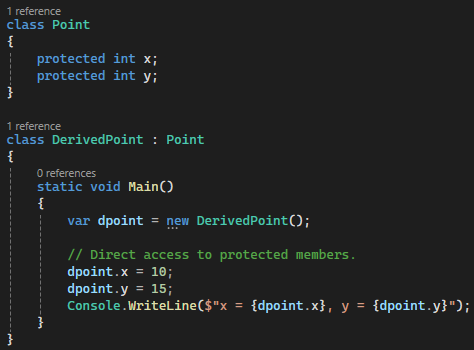 1 reference
class Point
{
    protected int x;
    protected int y;
}
1 reference
class DerivedPoint : Point
{
    0 references
    static void Main()
    {
        var dpoint = new DerivedPoint();
        // Direct access to protected members.
        dpoint.x = 10;
        dpoint.y = 15;
        Console.WriteLine($"x = {dpoint.x}, y = {dpoint.y}");
    }
}